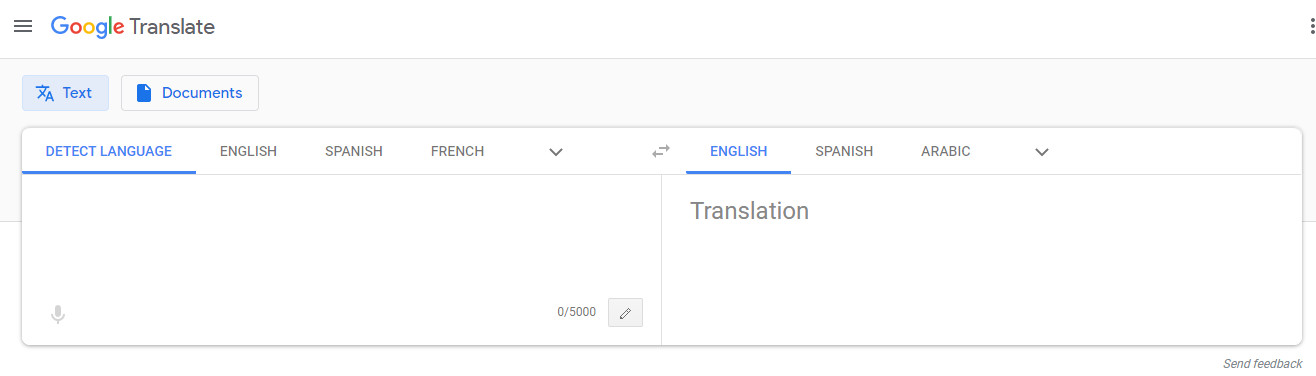 Google Translate
Text Documents
DETECT LANGUAGE ENGLISH SPANISH FRENCH ENGLISH SPANISH ARABIC
Translation
0/5000
Send feedback